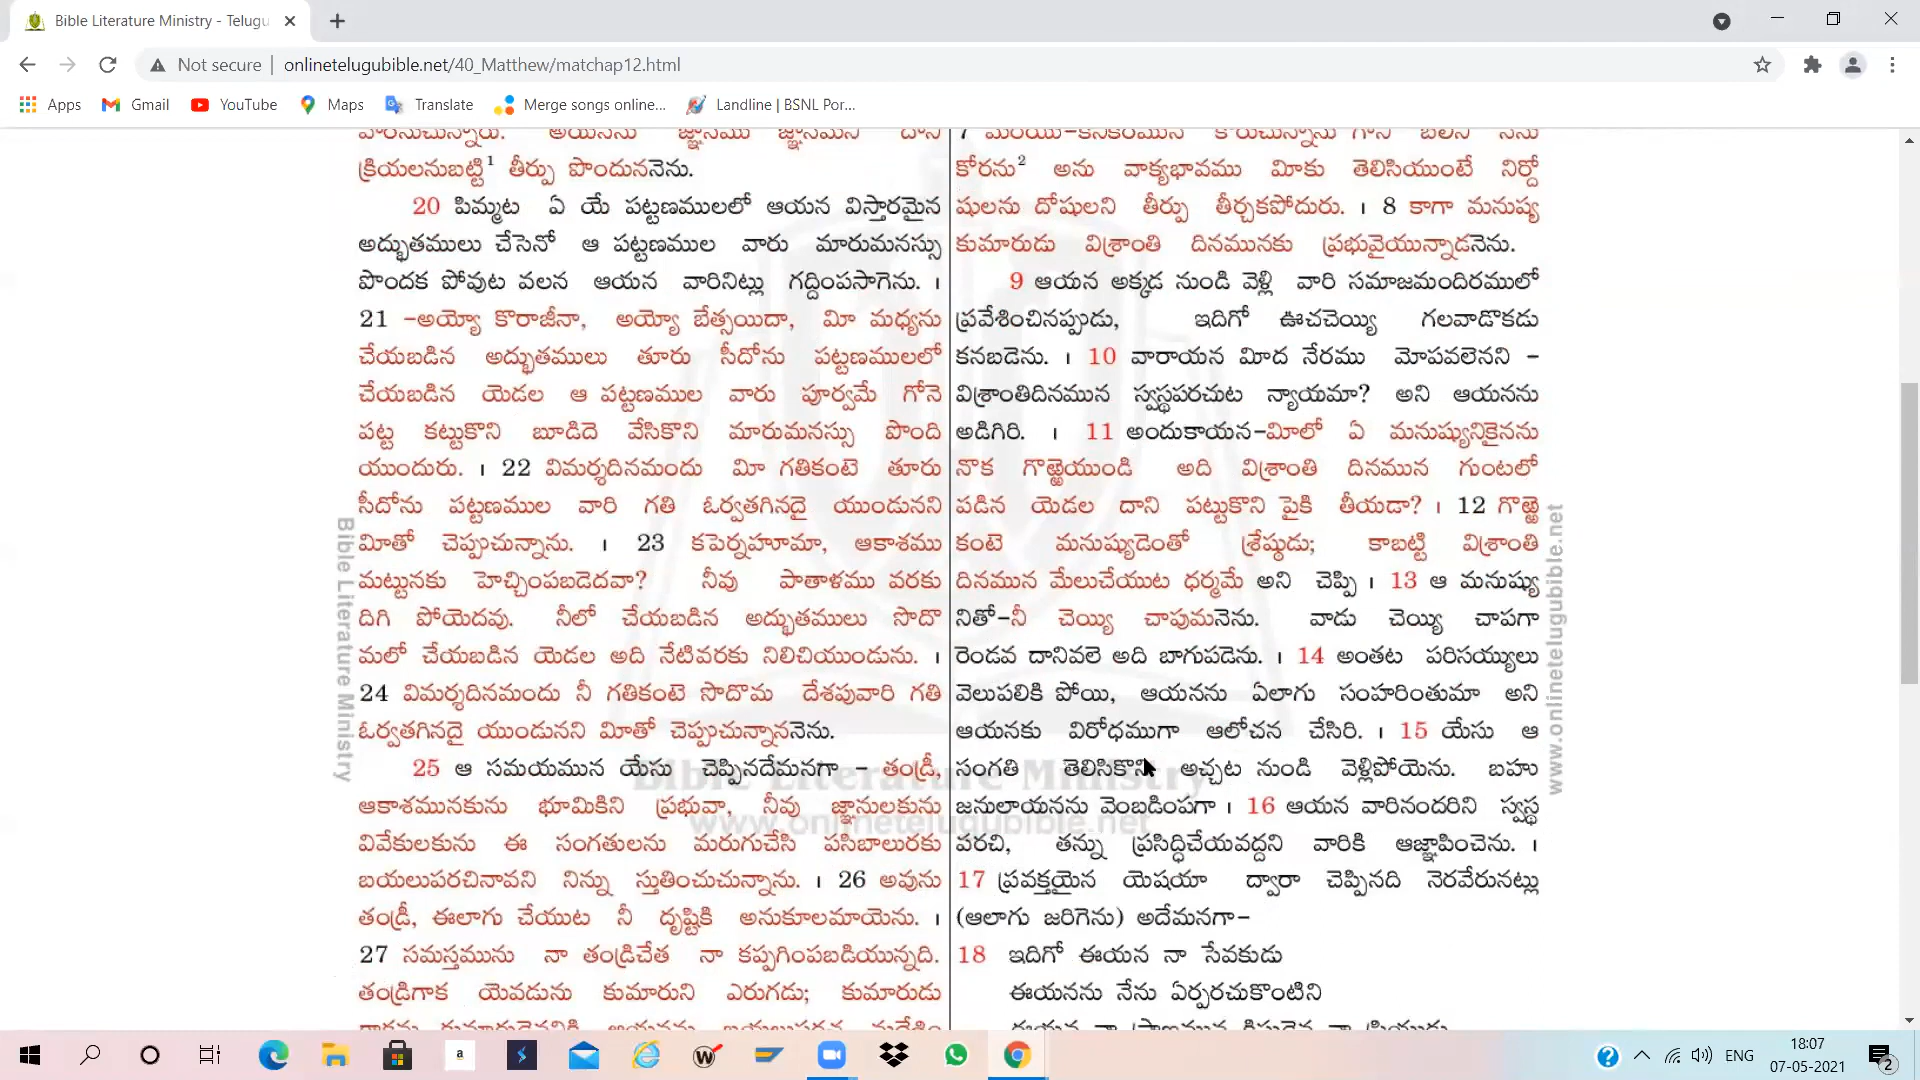 Bible Literature Ministry - Telugu
Not secure
onlinetelugubible.net/40_Matthew/matchap12.html
Apps
Gmail
YouTube
Maps
Translate
Merge songs online...
Landline | BSNL Por...
క్రియలనుబట్టి1 తీర్పు పొందుననెను.
20 పిమ్మట ఏ యే పట్టణములలో ఆయన విస్తారమైన
అద్భుతములు చేసెనో ఆ పట్టణముల వారు మారుమనస్సు
పొందక పోవుట వలన ఆయన వారినిట్లు గద్దింపసాగెను. ।
21 -అయ్యో కొరాజీనా, అయ్యో బేత్సయిదా, మీ మధ్యను
చేయబడిన అద్భుతములు తూరు సీదోను పట్టణములలో
చేయబడిన యెడల ఆ పట్టణముల వారు పూర్వమే గోనె
పట్ట కట్టుకొని బూడిదె వేసికొని మారుమనస్సు పొంది
యుందురు. । 22 విమర్శదినమందు మీ గతికంటె తూరు
సీదోను పట్టణముల వారి గతి ఓర్వతగినదై యుండునని
మీతో చెప్పుచున్నాను. । 23 కపెర్నహూమా, ఆకాశము
మట్టునకు హెచ్చింపబడెదవా? నీవు పాతాళము వరకు
దిగి పోయెదవు. నీలో చేయబడిన అద్భుతములు సొదొ
మలో చేయబడిన యెడల అది నేటివరకు నిలిచియుండును. ।
24 విమర్శదినమందు నీ గతికంటె సొదొమ దేశపువారి గతి
ఓర్వతగినదై యుండునని మీతో చెప్పుచున్నాననెను.
25 ఆ సమయమున యేసు చెప్పినదేమనగా - తండ్రీ,
ఆకాశమునకును భూమికిని ప్రభువా, నీవు జ్ఞానులకును
వివేకులకును ఈ సంగతులను మరుగుచేసి పసిబాలురకు
బయలుపరచినావని నిన్ను స్తుతించుచున్నాను. । 26 అవును
తండ్రీ, ఈలాగు చేయుట నీ దృష్టికి అనుకూలమాయెను. ।
27 సమస్తమును నా తండ్రిచేత నా కప్పగింపబడియున్నది.
తండ్రిగాక యెవడును కుమారుని ఎరుగడు; కుమారుడు
కోరను2 అను వాక్యభావము మీకు తెలిసియుంటే నిర్దో
షులను దోషులని తీర్పు తీర్చకపోదురు. । 8 కాగా మనుష్య
కుమారుడు విశ్రాంతి దినమునకు ప్రభువైయున్నాడనెను.
9 ఆయన అక్కడ నుండి వెళ్లి వారి సమాజమందిరములో
ప్రవేశించినప్పుడు, ఇదిగో ఊచచెయ్యి గలవాడొకడు
కనబడెను. । 10 వారాయన మీద నేరము మోపవలెనని -
విశ్రాంతిదినమున స్వస్థపరచుట న్యాయమా? అని ఆయనను
అడిగిరి. । 11 అందుకాయన-మీలో ఏ మనుష్యునికైనను
నొక గొఱ్ఱెయుండి అది విశ్రాంతి దినమున గుంటలో
పడిన యెడల దాని పట్టుకొని పైకి తీయడా? । 12 గొఱ్ఱె
కంటె మనుష్యుడెంతో శ్రేష్ఠుడు; కాబట్టి విశ్రాంతి
దినమున మేలుచేయుట ధర్మమే అని చెప్పి । 13 ఆ మనుష్యు
నితో-నీ చెయ్యి చాపుమనెను. వాడు చెయ్యి చాపగా
రెండవ దానివలె అది బాగుపడెను. । 14 అంతట పరిసయ్యులు
వెలుపలికి పోయి, ఆయనను ఏలాగు సంహరింతుమా అని
ఆయనకు విరోధముగా ఆలోచన చేసిరి. । 15 యేసు ఆ
సంగతి తెలిసికొని అచ్చట నుండి వెళ్లిపోయెను. బహు
జనులాయనను వెంబడింపగా । 16 ఆయన వారినందరిని స్వస్థ
పరచి, తన్ను ప్రసిద్ధిచేయవద్దని వారికి ఆజ్ఞాపించెను. ।
17 ప్రవక్తయైన యెషయా ద్వారా చెప్పినది నెరవేరునట్లు
(ఆలాగు జరిగెను) అదేమనగా-
18 ఇదిగో ఈయన నా సేవకుడు
ఈయనను నేను ఏర్పరచుకొంటిని
Bible Literature Ministry
www.onlinetelugubible.net
Bible Literature Ministry
www.onlinetelugubible.net
ENG
18:07
07-05-2021
2